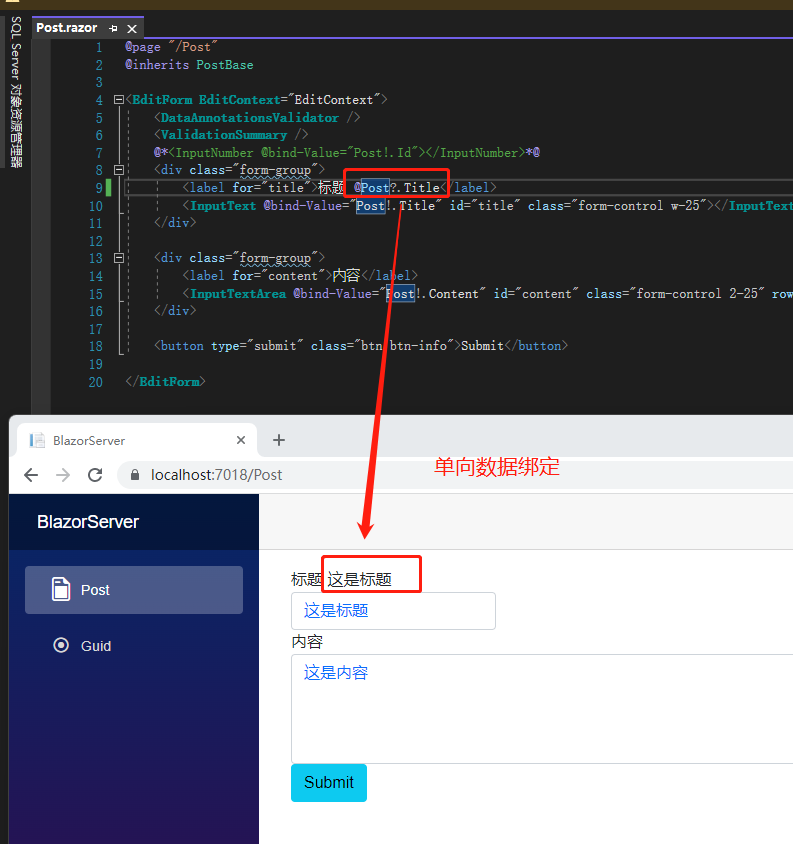 SQL Server 对象资源管理器
Post.razor
1 @page "/Post"
2 @inherits PostBase
3
4 <EditForm EditContext="EditContext">
5 <DataAnnotationsValidator />
6 <ValidationSummary />
7 @*<InputNumber @bind-Value="Post!.Id"></InputNumber>*@
8 <div class="form-group">
9 <label for="title">标题 @Post?.Title</label>
10 <InputText @bind-Value="Post!.Title" id="title" class="form-control w-25"></InputText
11 </div>
12
13 <div class="form-group">
14 <label for="content">内容</label>
15 <InputTextArea @bind-Value="Post!.Content" id="content" class="form-control 2-25" row
16 </div>
17
18 <button type="submit" class="btn btn-info">Submit</button>
19
20 </EditForm>
BlazorServer
localhost:7018/Post
单向数据绑定
BlazorServer
Post
Guid
标题 这是标题
这是标题
内容
这是内容
Submit